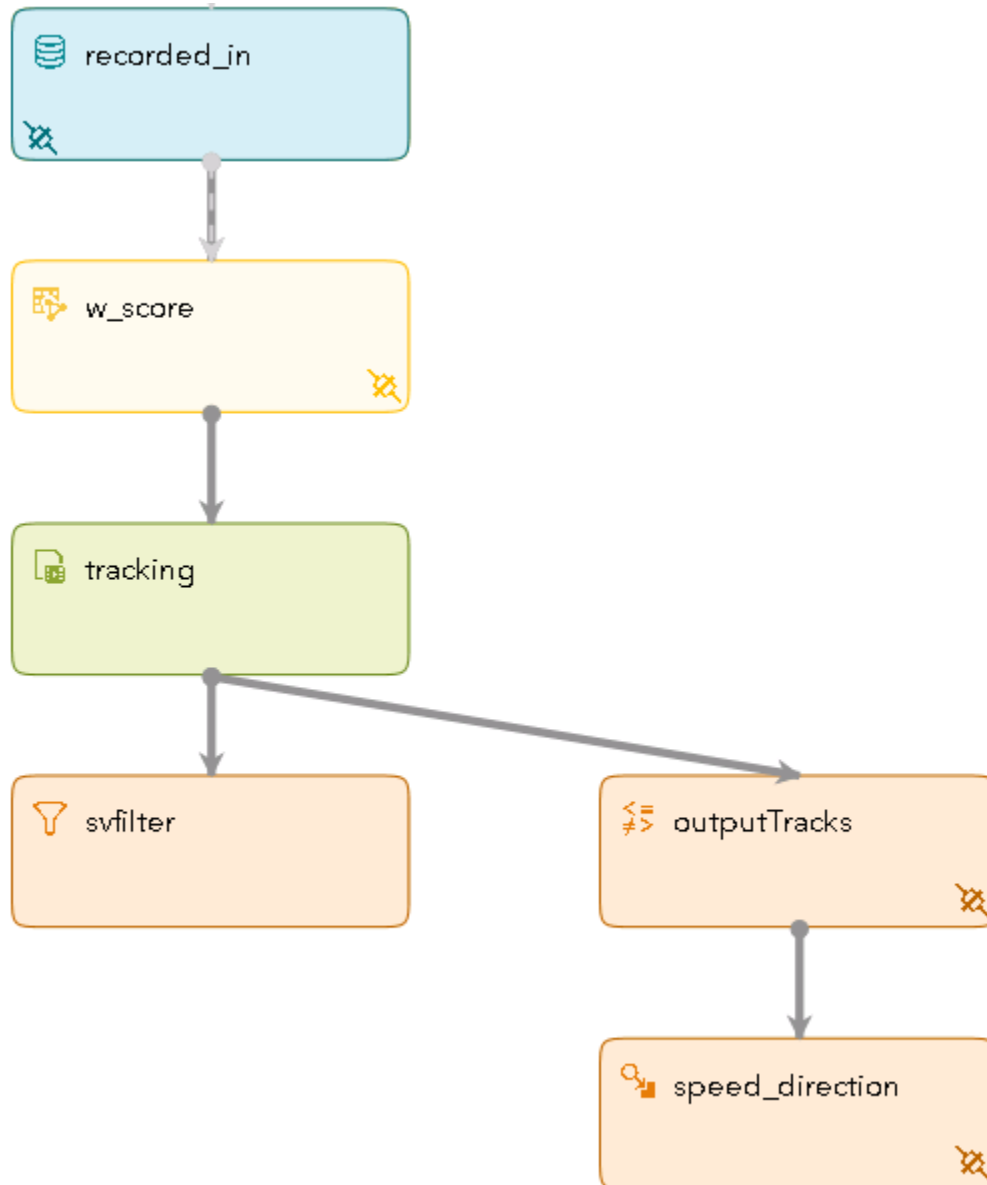 recorded_in
w_score
tracking
svfilter
outputTracks
speed_direction